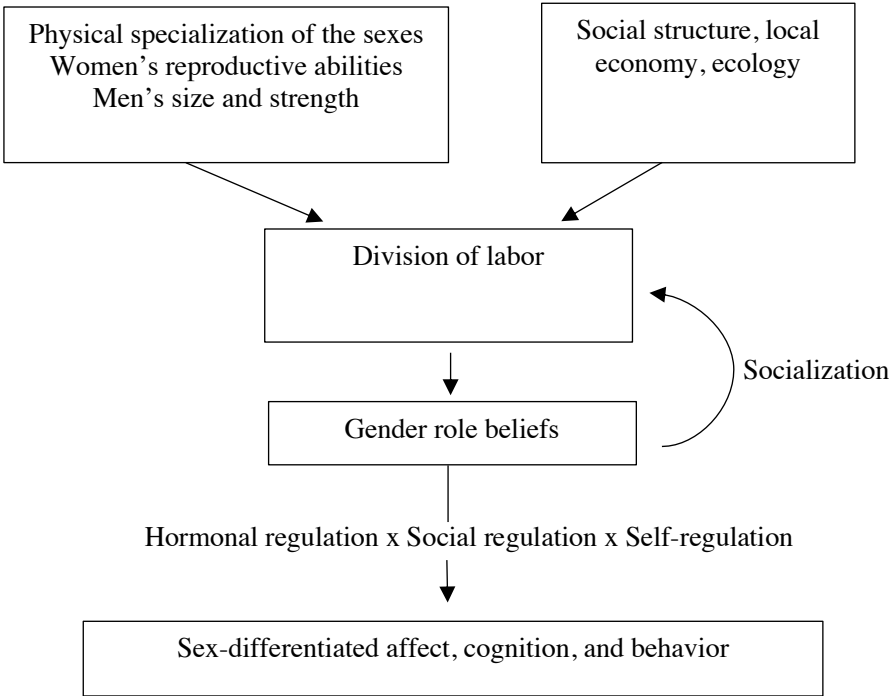 Physical specialization of the sexes
Women’s reproductive abilities
Men’s size and strength
Social structure, local
economy, ecology
Division of labor
Socialization
Gender role beliefs
Hormonal regulation x Social regulation x Self-regulation
Sex-differentiated affect, cognition, and behavior